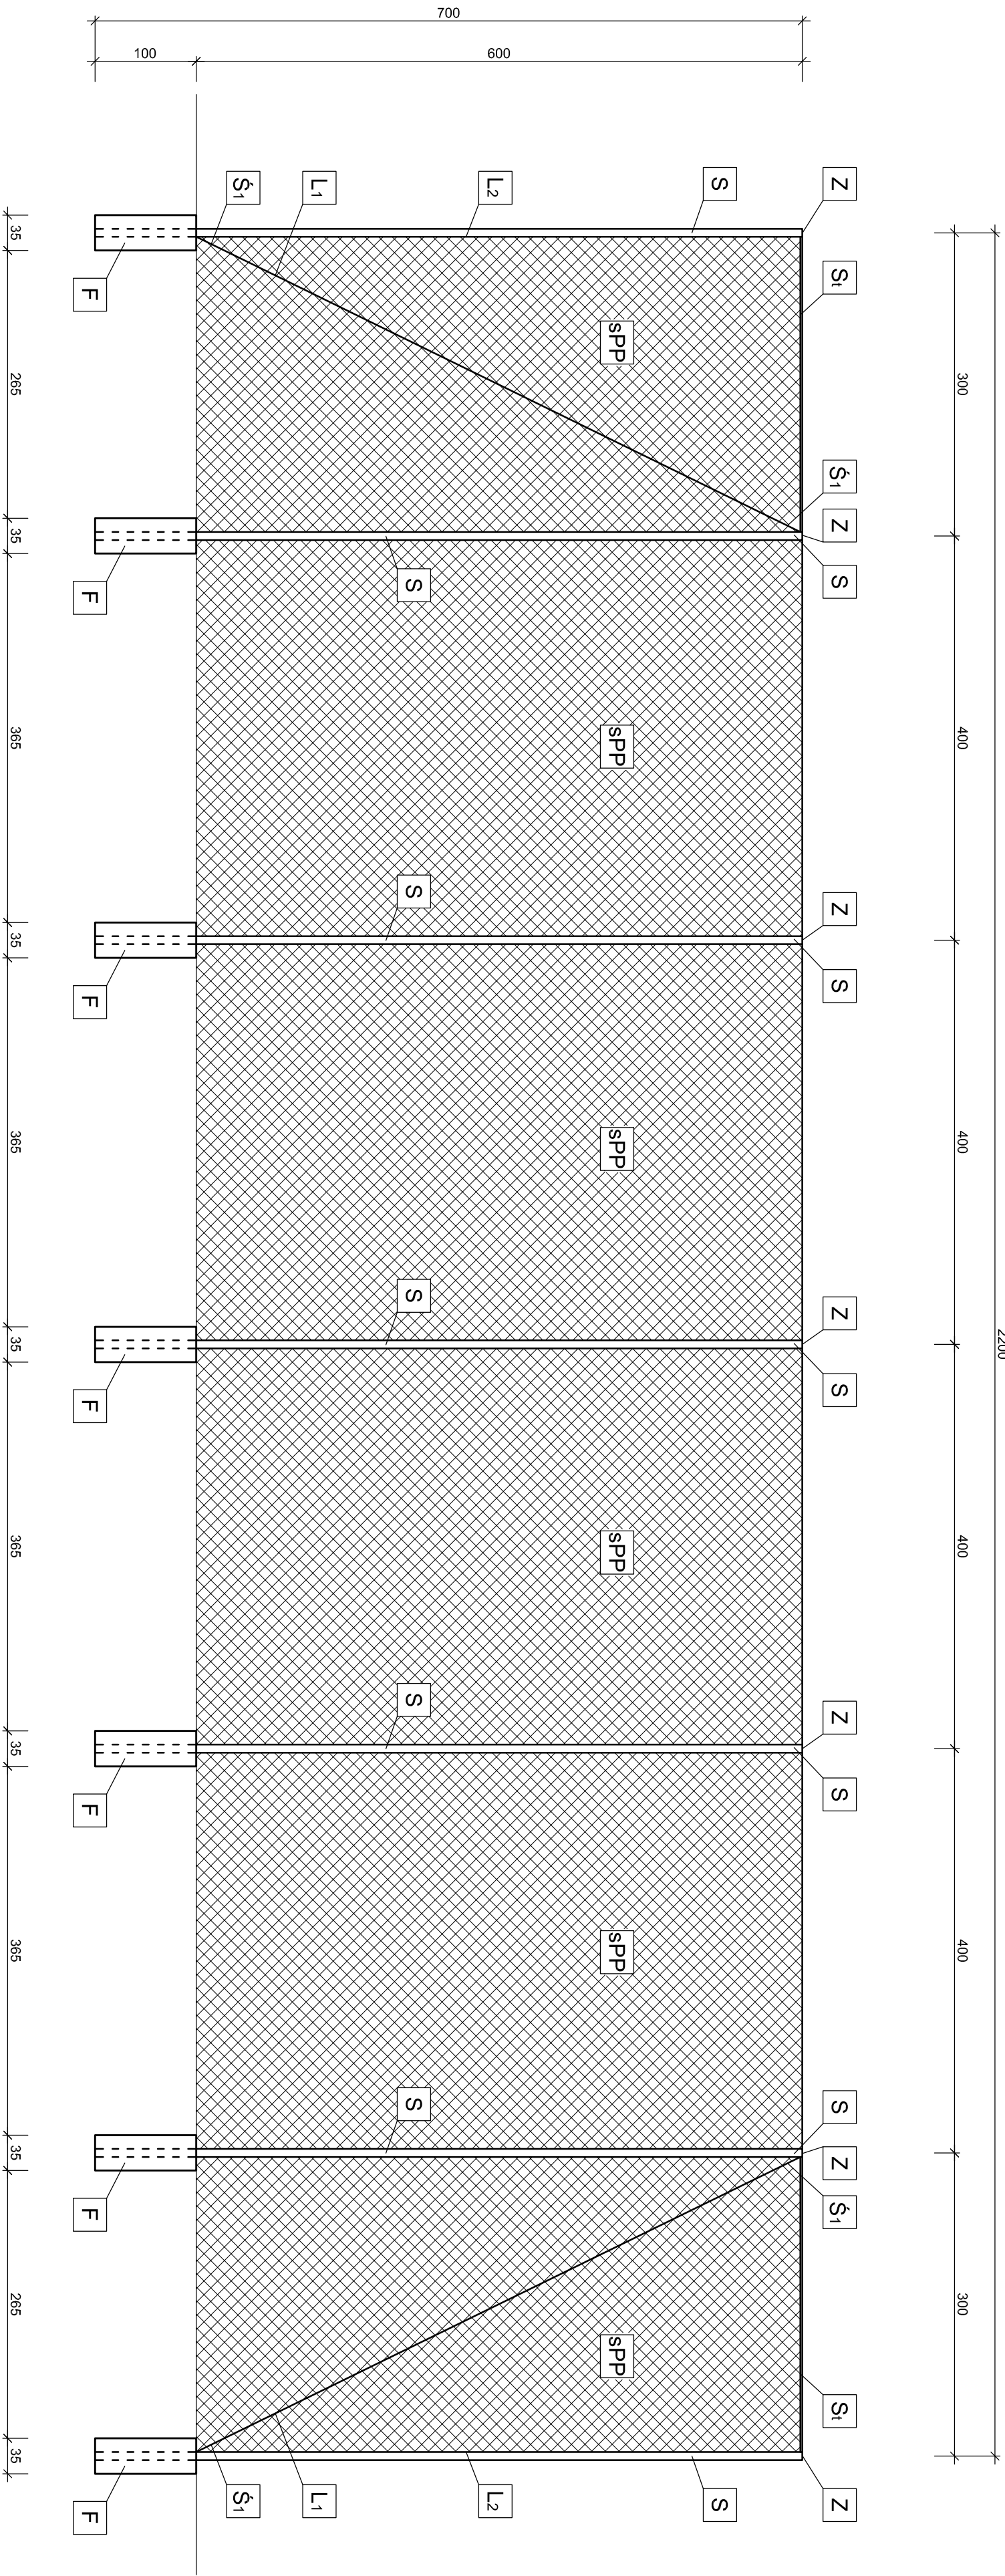 2200
300 400 400 400 400 300
Z Sₜ Ś₁ Z S Z S Z S Z S S Z Ś₁ Sₜ Z
S S
sPP sPP sPP sPP sPP sPP
L₂ L₂
S S S S S
L₁ L₁
Ś₁ Ś₁
F F F F F F F
35 265 35 365 35 365 35 365 35 365 35 265 35
700
100 600